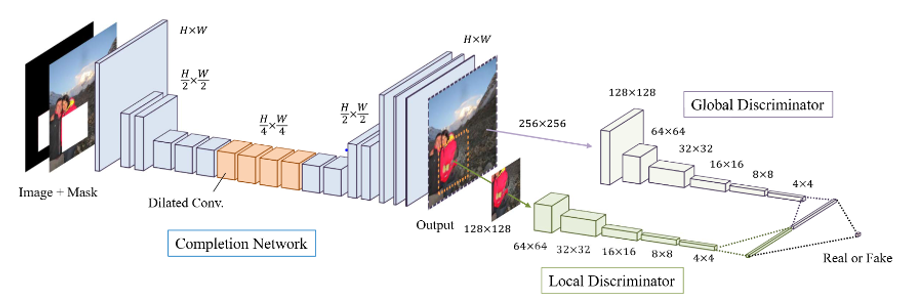 Image + Mask
H×W
H/2 × W/2
Dilated Conv.
H/4 × W/4
Completion Network
H/2 × W/2
H×W
Output
256×256
128×128
Global Discriminator
128×128
64×64
32×32
16×16
8×8
4×4
64×64
32×32
16×16
8×8
4×4
Local Discriminator
Real or Fake